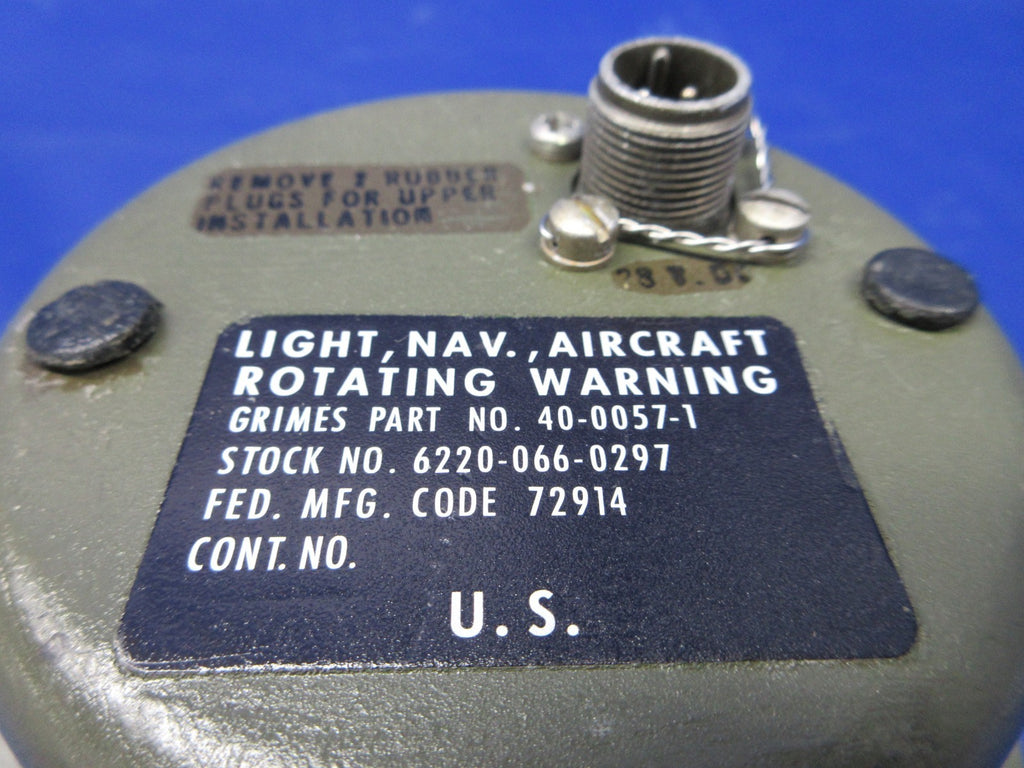 REMOVE 2 RUBBER
PLUGS FOR UPPER
INSTALLATION
28 V.D.
LIGHT, NAV., AIRCRAFT
ROTATING WARNING
GRIMES PART NO. 40-0057-1
STOCK NO. 6220-066-0297
FED. MFG. CODE 72914
CONT. NO.
U.S.